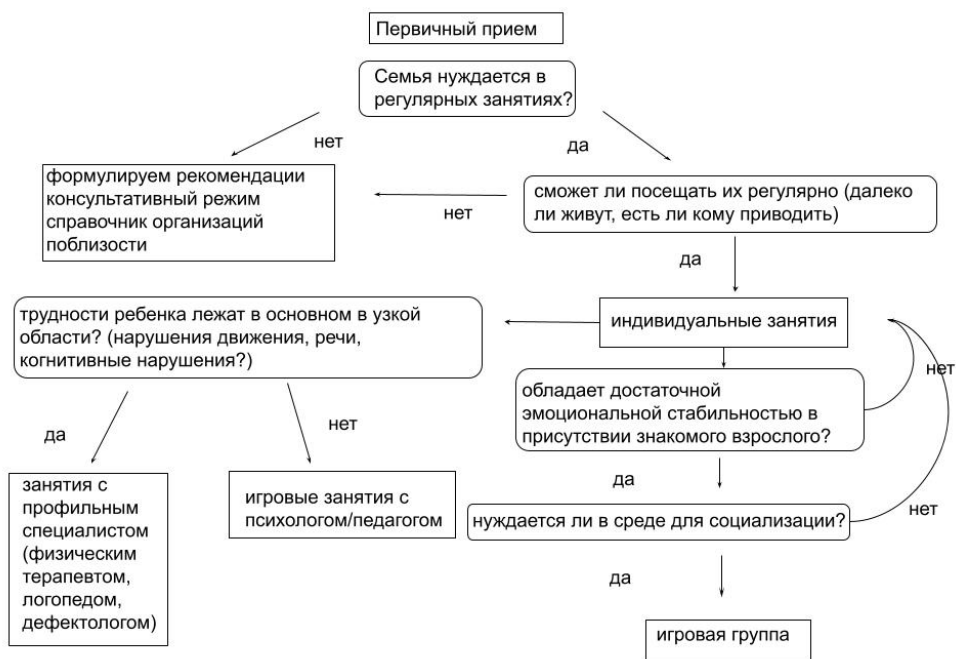 Первичный прием
Семья нуждается в
регулярных занятиях?
нет
да
формулируем рекомендации
консультативный режим
справочник организаций
поблизости
нет
сможет ли посещать их регулярно (далеко
ли живут, есть ли кому приводить)
да
трудности ребенка лежат в основном в узкой
области? (нарушения движения, речи,
когнитивные нарушения?)
индивидуальные занятия
нет
обладает достаточной
эмоциональной стабильностью в
присутствии знакомого взрослого?
да
нет
да
занятия с
профильным
специалистом
(физическим
терапевтом,
логопедом,
дефектологом)
игровые занятия с
психологом/педагогом
нуждается ли в среде для социализации?
нет
да
игровая группа